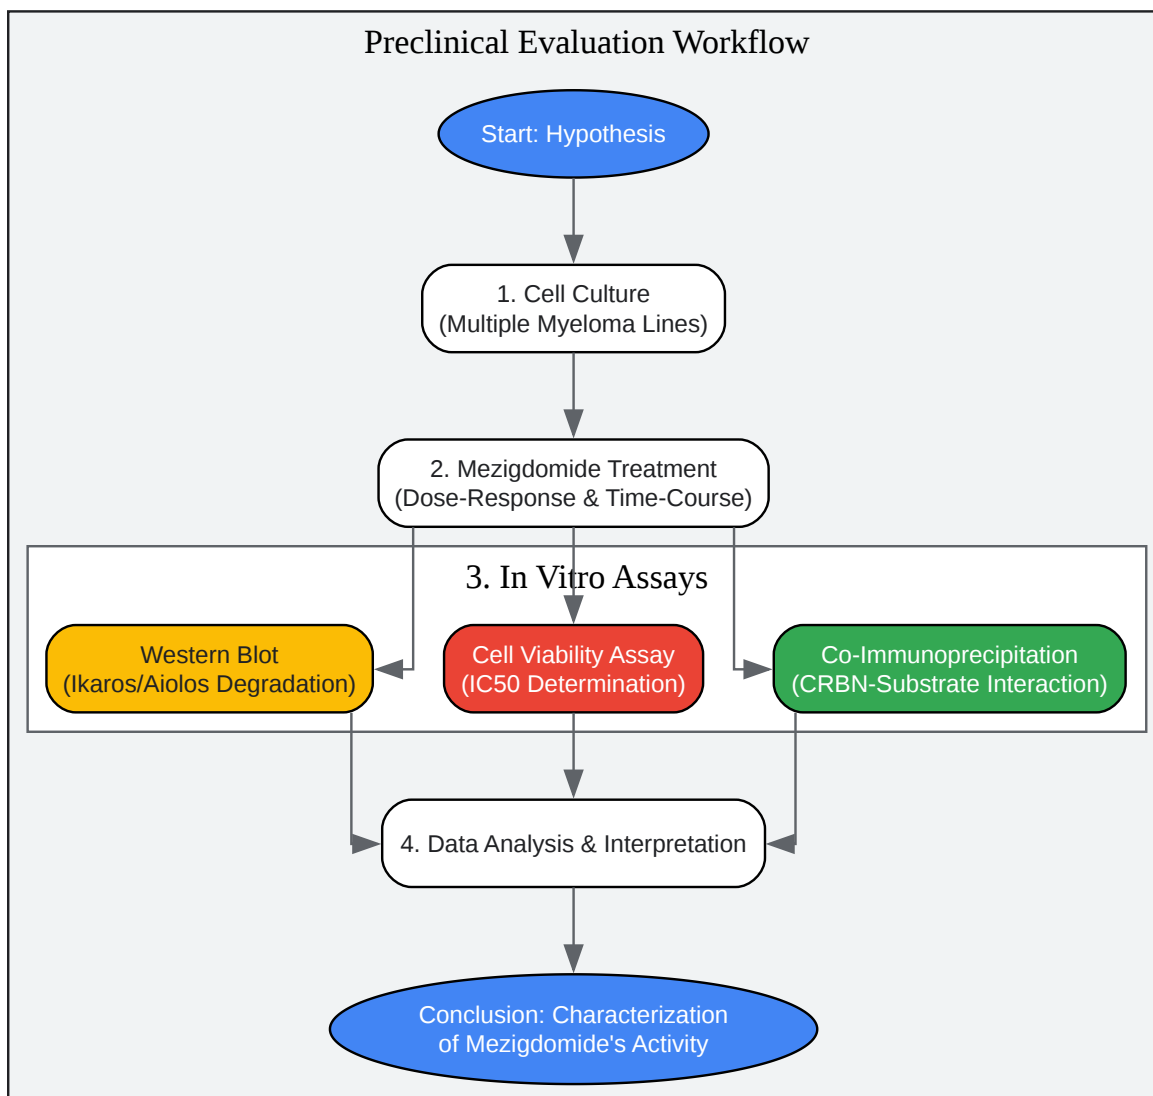 Preclinical Evaluation Workflow
Start: Hypothesis
1. Cell Culture
(Multiple Myeloma Lines)
2. Mezigdomide Treatment
(Dose-Response & Time-Course)
3. In Vitro Assays
Western Blot
(Ikaros/Aiolos Degradation)
Cell Viability Assay
(IC50 Determination)
Co-Immunoprecipitation
(CRBN-Substrate Interaction)
4. Data Analysis & Interpretation
Conclusion: Characterization
of Mezigdomide's Activity